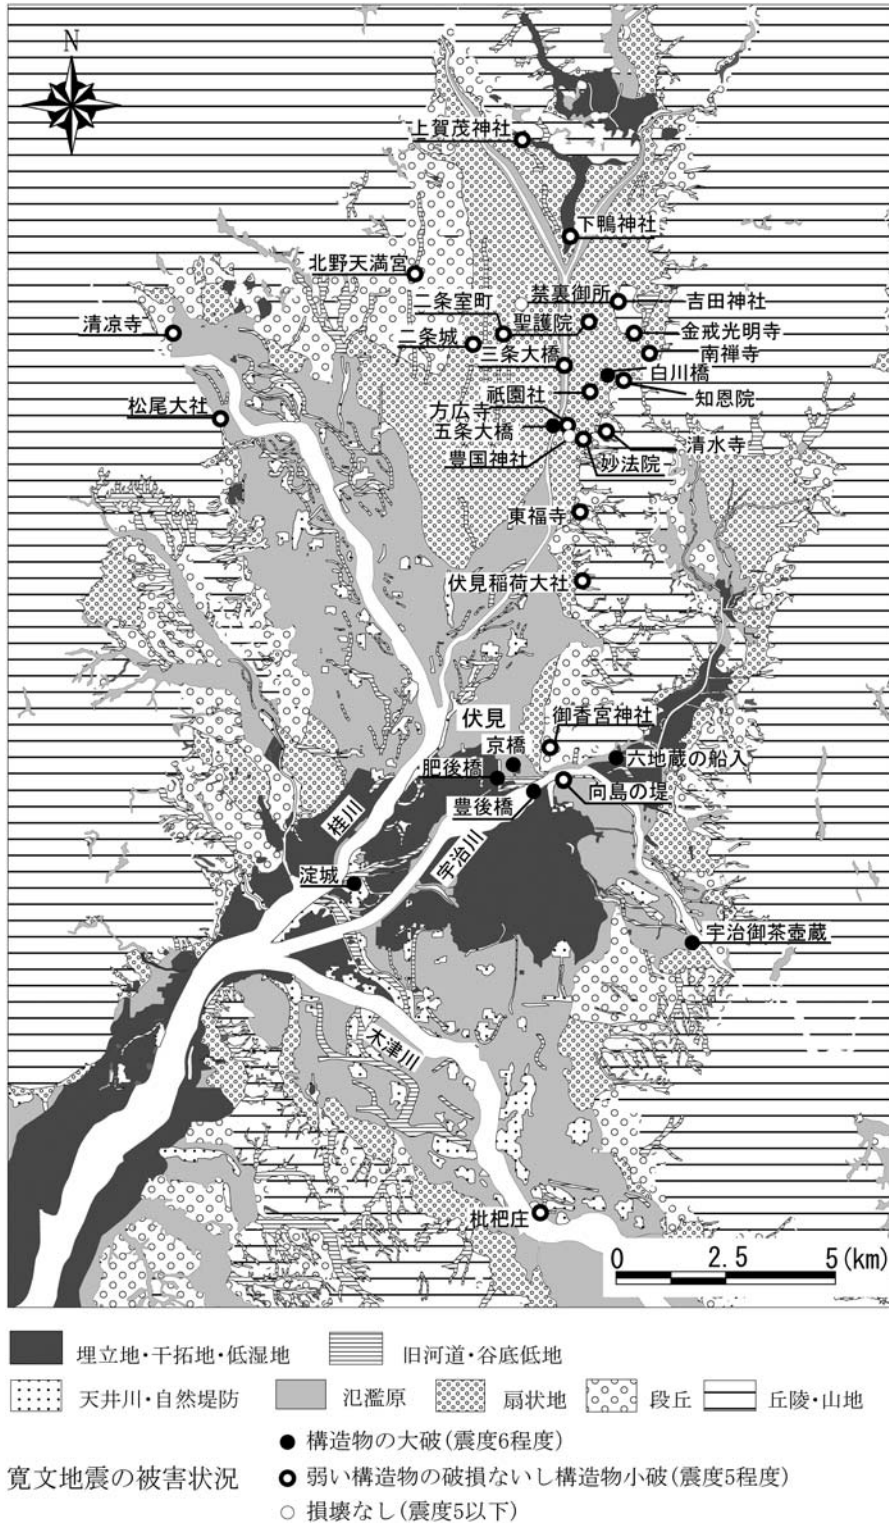 N
上賀茂神社
下鴨神社
北野天満宮
禁裏御所
吉田神社
二条室町
聖護院
清凉寺
金戒光明寺
二条城
南禅寺
三条大橋
白川橋
祇園社
知恩院
松尾大社
方広寺
五条大橋
清水寺
豊国神社
妙法院
東福寺
伏見稲荷大社
伏見
御香宮神社
京橋
六地蔵の船入
肥後橋
向島の堤
豊後橋
桂川
宇治川
淀城
宇治御茶壺蔵
木津川
枇杷庄
0 2.5 5(km)
埋立地・干拓地・低湿地 旧河道・谷底低地
天井川・自然堤防 氾濫原 扇状地 段丘 丘陵・山地
● 構造物の大破(震度6程度)
寛文地震の被害状況 弱い構造物の破損ないし構造物小破(震度5程度)
○ 損壊なし(震度5以下)